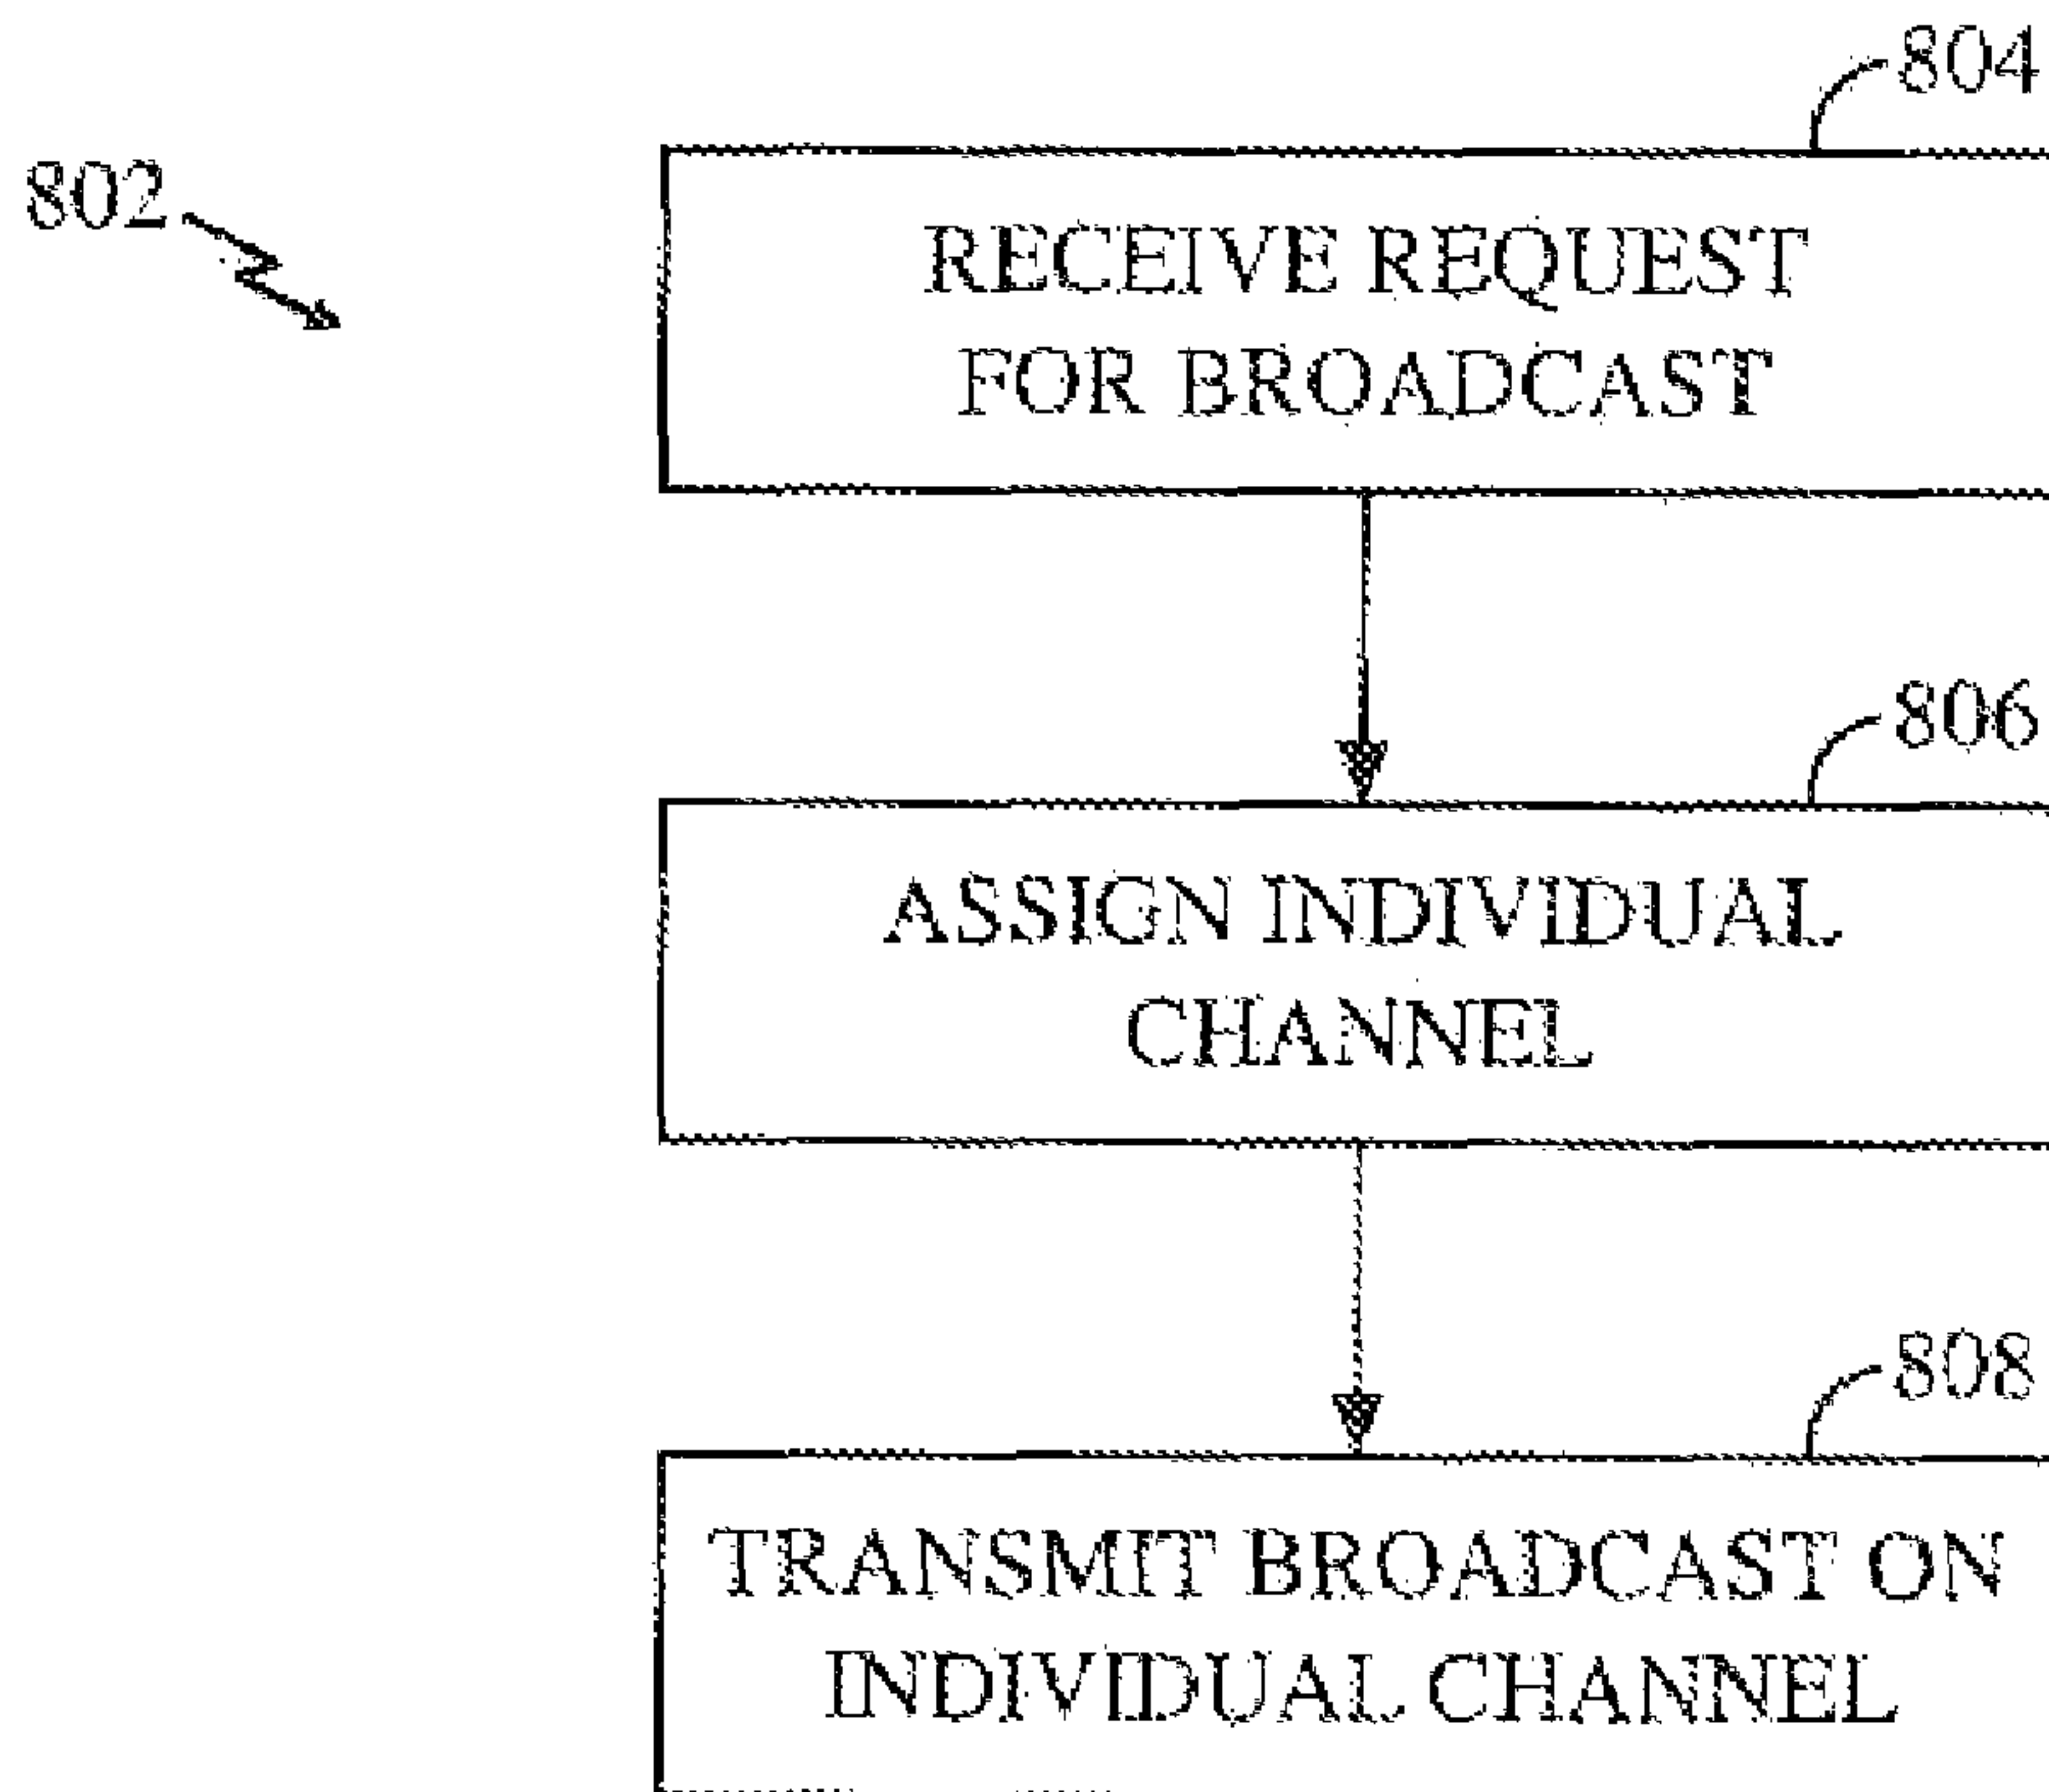 804
802
RECEIVE REQUEST
FOR BROADCAST
806
ASSIGN INDIVIDUAL
CHANNEL
808
TRANSMIT BROADCAST ON
INDIVIDUAL CHANNEL